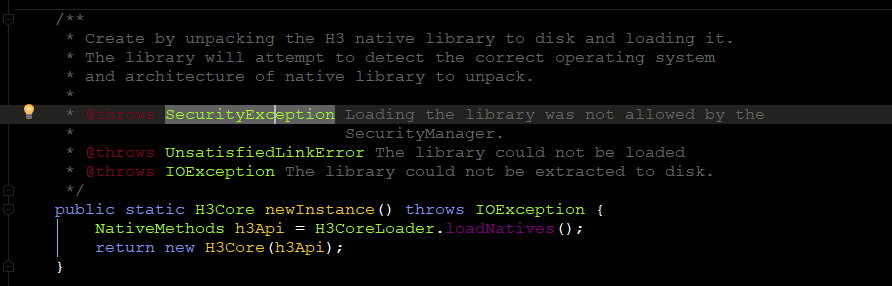 /**
 * Create by unpacking the H3 native library to disk and loading it.
 * The library will attempt to detect the correct operating system
 * and architecture of native library to unpack.
 *
 * @throws SecurityException Loading the library was not allowed by the
 *                           SecurityManager.
 * @throws UnsatisfiedLinkError The library could not be loaded
 * @throws IOException The library could not be extracted to disk.
 */
public static H3Core newInstance() throws IOException {
    NativeMethods h3Api = H3CoreLoader.loadNatives();
    return new H3Core(h3Api);
}